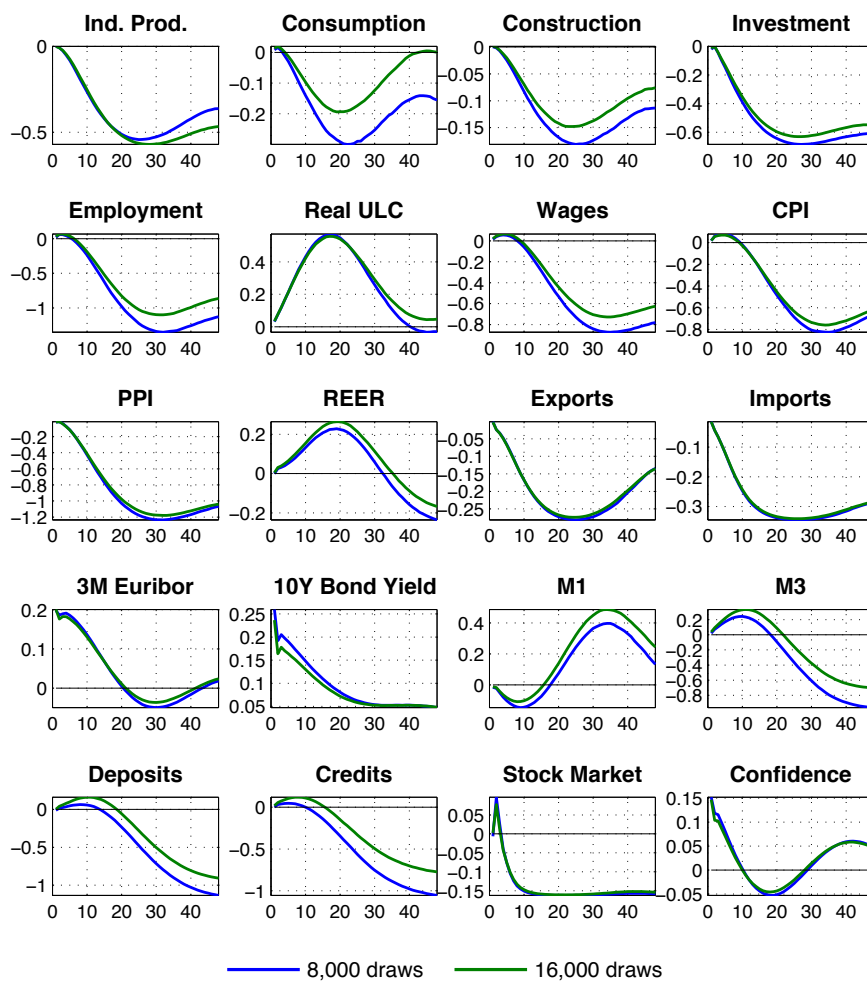 Ind. Prod. Consumption Construction Investment
0 0 0 0
−0.1 −0.05 −0.2
−0.5 −0.2 −0.1 −0.4
−0.15 −0.6
0 10 20 30 40 0 10 20 30 40 0 10 20 30 40 0 10 20 30 40
Employment Real ULC Wages CPI
0 0.4 0 0
−0.5 0.2 −0.2 −0.2
−1 0 −0.4 −0.4
−0.6 −0.6
−0.8 −0.8
0 10 20 30 40 0 10 20 30 40 0 10 20 30 40 0 10 20 30 40
PPI REER Exports Imports
−0.2 0.2 −0.05 −0.1
−0.4 0 −0.1 −0.2
−0.6 −0.2 −0.15 −0.3
−0.8 −0.2
−1 −0.25
−1.2
0 10 20 30 40 0 10 20 30 40 0 10 20 30 40 0 10 20 30 40
3M Euribor 10Y Bond Yield M1 M3
0.2 0.25 0.4 0.2
0.1 0.2 0.2 0
0 0.15 0 −0.2
0.1 −0.4
0.05 −0.6
−0.8
0 10 20 30 40 0 10 20 30 40 0 10 20 30 40 0 10 20 30 40
Deposits Credits Stock Market Confidence
0 0 0.05 0.15
−0.5 −0.5 0 0.1
−1 −1 −0.05 0.05
−0.1 0
−0.15 −0.05
0 10 20 30 40 0 10 20 30 40 0 10 20 30 40 0 10 20 30 40
8,000 draws 16,000 draws